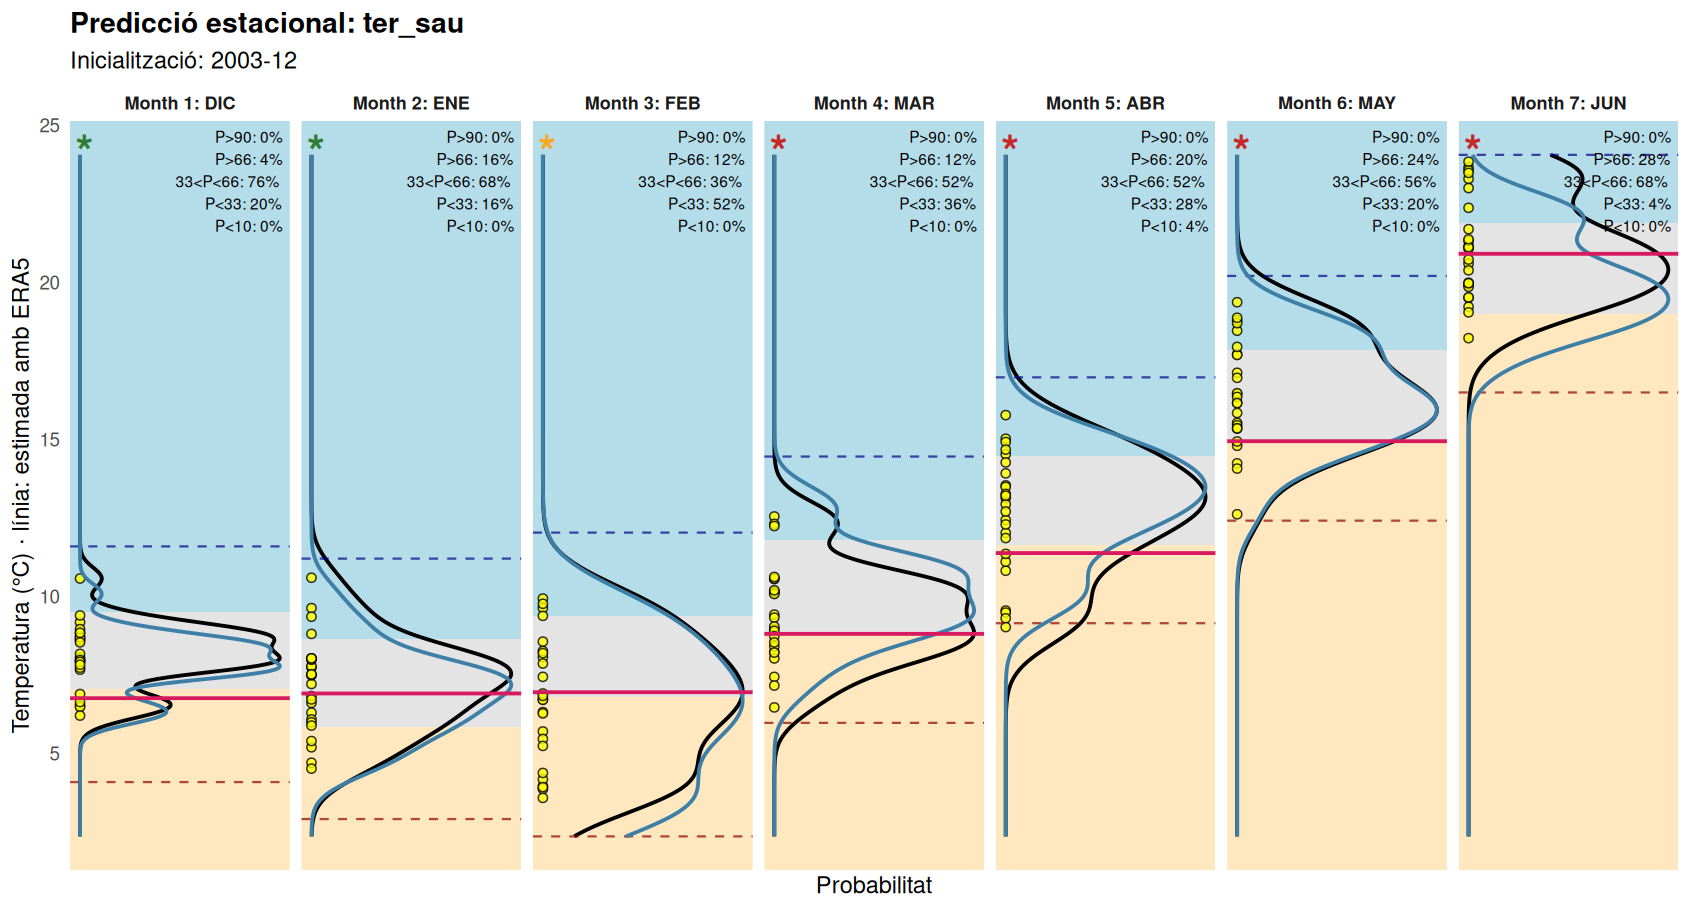 Predicció estacional: ter_sau
Inicialització: 2003-12
Month 1: DIC
Month 2: ENE
Month 3: FEB
Month 4: MAR
Month 5: ABR
Month 6: MAY
Month 7: JUN
P>90: 0%
P>66: 4%
33<P<66: 76%
P<33: 20%
P<10: 0%
P>90: 0%
P>66: 16%
33<P<66: 68%
P<33: 16%
P<10: 0%
P>90: 0%
P>66: 12%
33<P<66: 36%
P<33: 52%
P<10: 0%
P>90: 0%
P>66: 12%
33<P<66: 52%
P<33: 36%
P<10: 0%
P>90: 0%
P>66: 20%
33<P<66: 52%
P<33: 28%
P<10: 4%
P>90: 0%
P>66: 24%
33<P<66: 56%
P<33: 20%
P<10: 0%
P>90: 0%
P>66: 28%
33<P<66: 68%
P<33: 4%
P<10: 0%
25
20
15
10
5
Temperatura (°C) · línia: estimada amb ERA5
Probabilitat